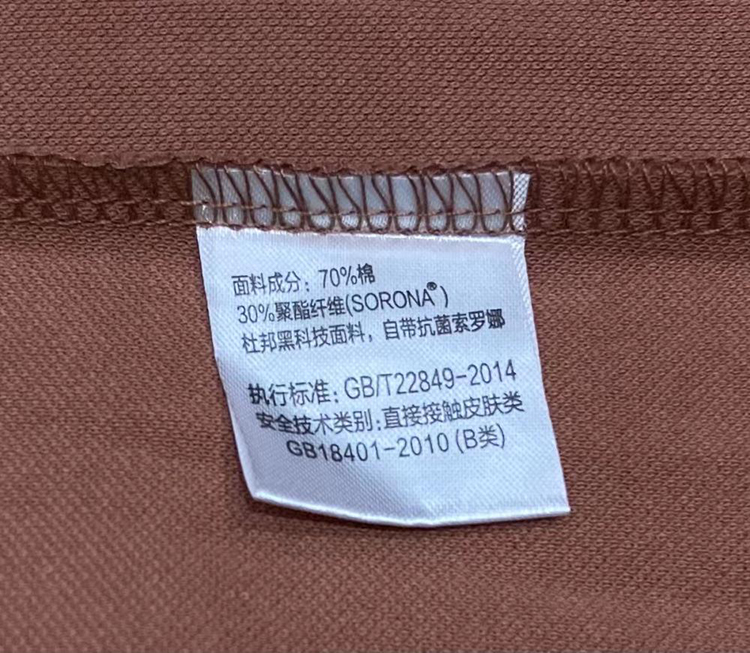 面料成分：70%棉
30%聚酯纤维(SORONA®)
杜邦黑科技面料，自带抗菌索罗娜
执行标准：GB/T22849-2014
安全技术类别:直接接触皮肤类
GB18401-2010(B类)